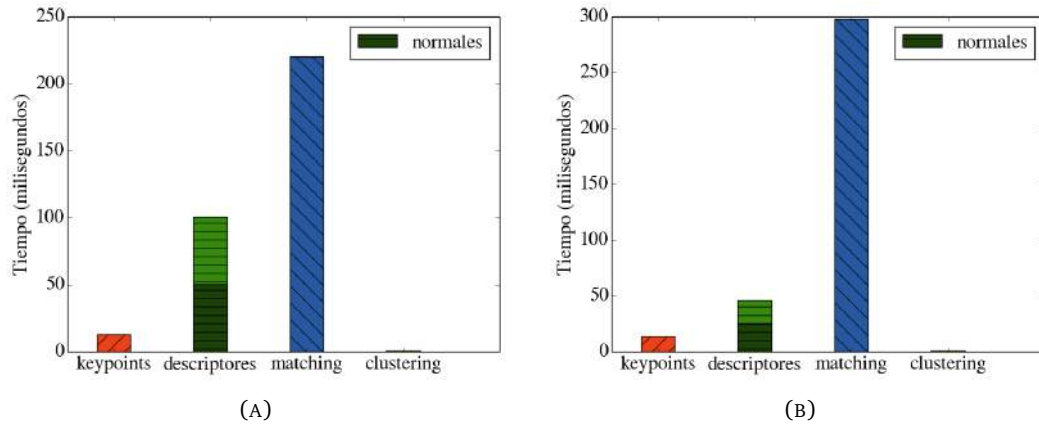 250
200
150
100
50
0
Tiempo (milisegundos)
normales
keypoints descriptores matching clustering
(A)
300
250
200
150
100
50
0
Tiempo (milisegundos)
normales
keypoints descriptores matching clustering
(B)